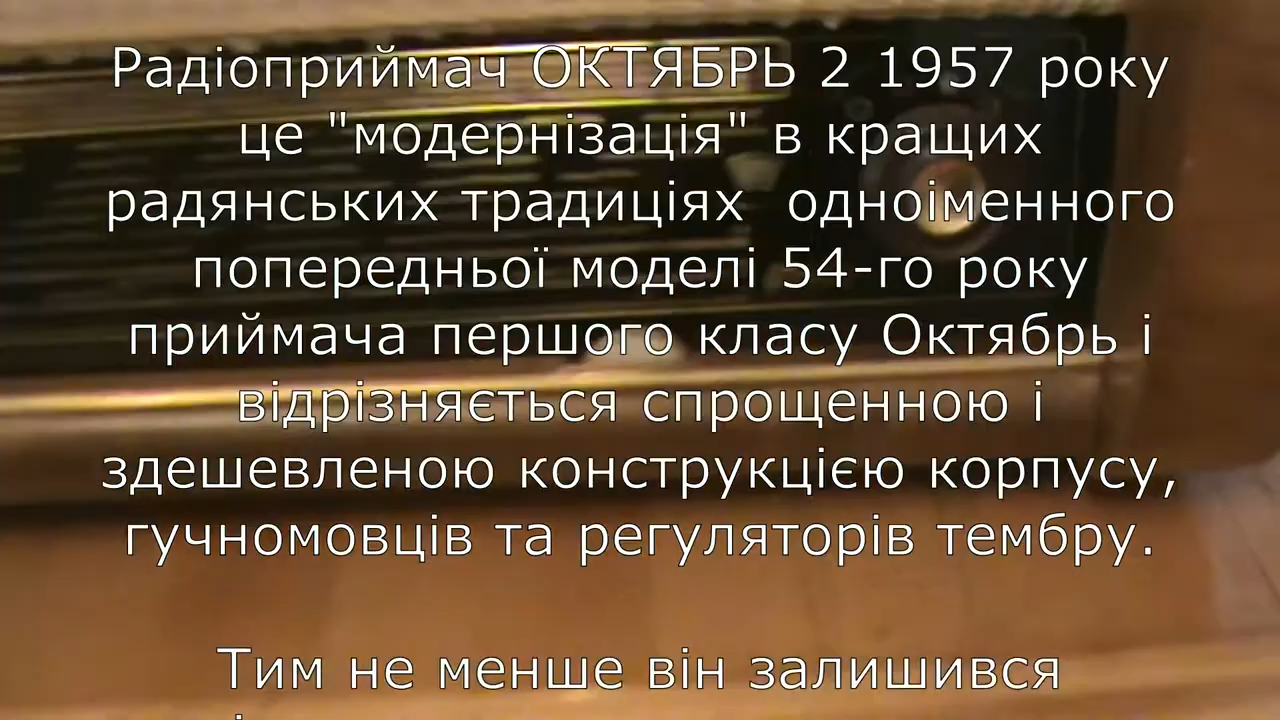 Радіоприймач ОКТЯБРЬ 2 1957 року
це "модернізація" в кращих
радянських традиціях одноіменного
попередньої моделі 54-го року
приймача першого класу Октябрь і
відрізняється спрощенною і
здешевленою конструкцією корпусу,
гучномовців та регуляторів тембру.
Тим не менше він залишився